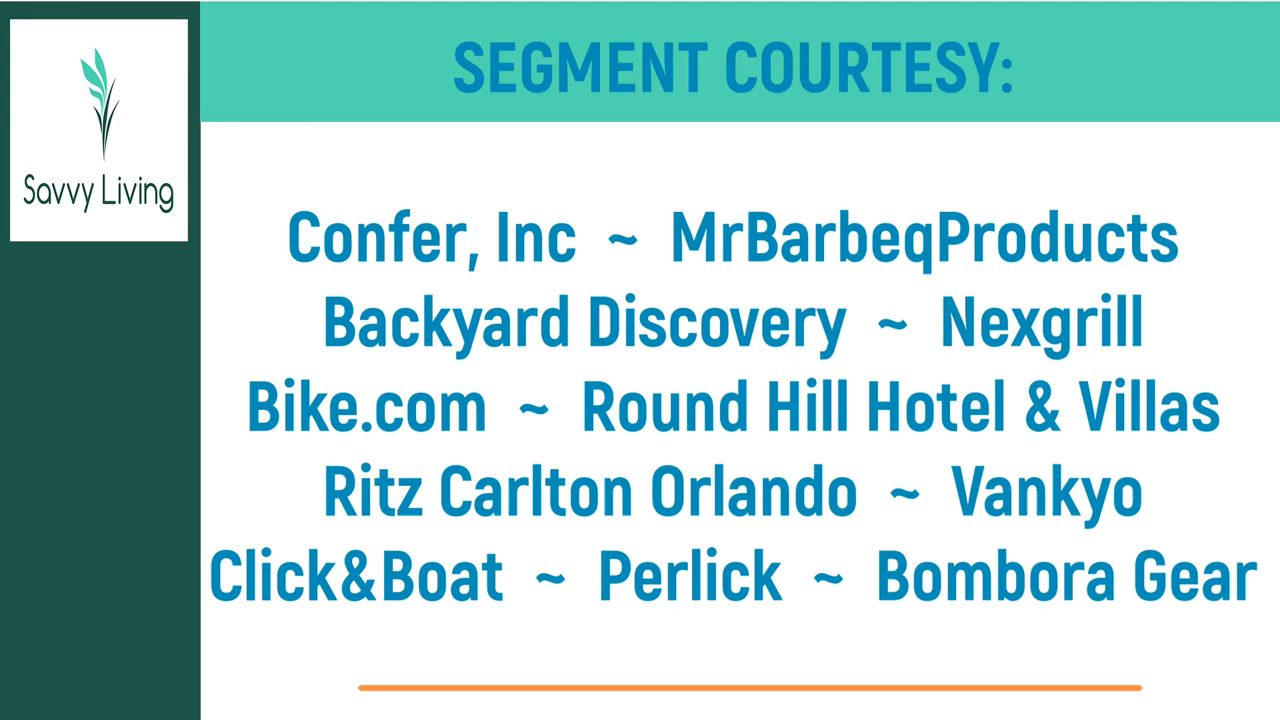 Savvy Living
SEGMENT COURTESY:
Confer, Inc ~ MrBarbeqProducts
Backyard Discovery ~ Nexgrill
Bike.com ~ Round Hill Hotel & Villas
Ritz Carlton Orlando ~ Vankyo
Click&Boat ~ Perlick ~ Bombora Gear